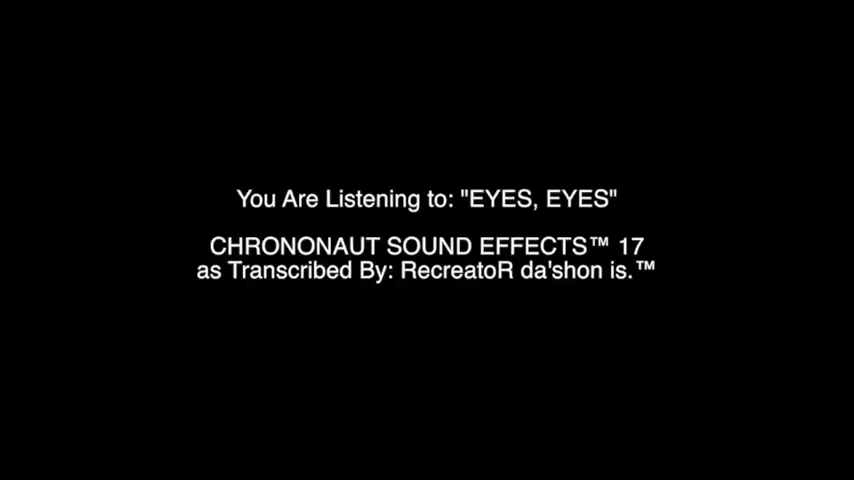 You Are Listening to: "EYES, EYES"
CHRONONAUT SOUND EFFECTS™ 17
as Transcribed By: RecreatoR da'shon is.™